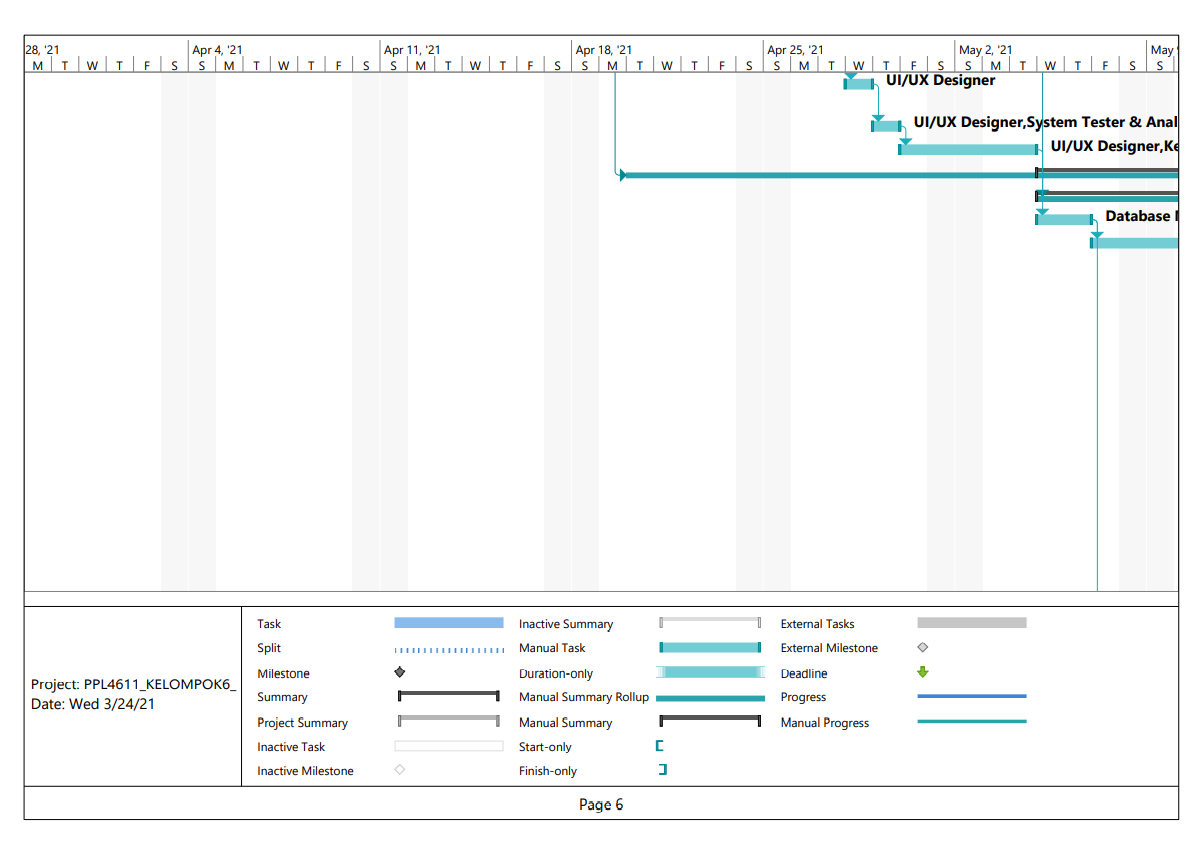 28, '21 Apr 4, '21 Apr 11, '21 Apr 18, '21 Apr 25, '21 May 2, '21 May
M T W T F S S M T W T F S S M T W T F S S M T W T F S S M T W T F S S M T W T F S S
UI/UX Designer
UI/UX Designer,System Tester & Anal
UI/UX Designer,Ke
Database
Task
Split
Milestone
Summary
Project Summary
Inactive Task
Inactive Milestone
Inactive Summary
Manual Task
Duration-only
Manual Summary Rollup
Manual Summary
Start-only
Finish-only
External Tasks
External Milestone
Deadline
Progress
Manual Progress
Project: PPL4611_KELOMPOK6_
Date: Wed 3/24/21
Page 6